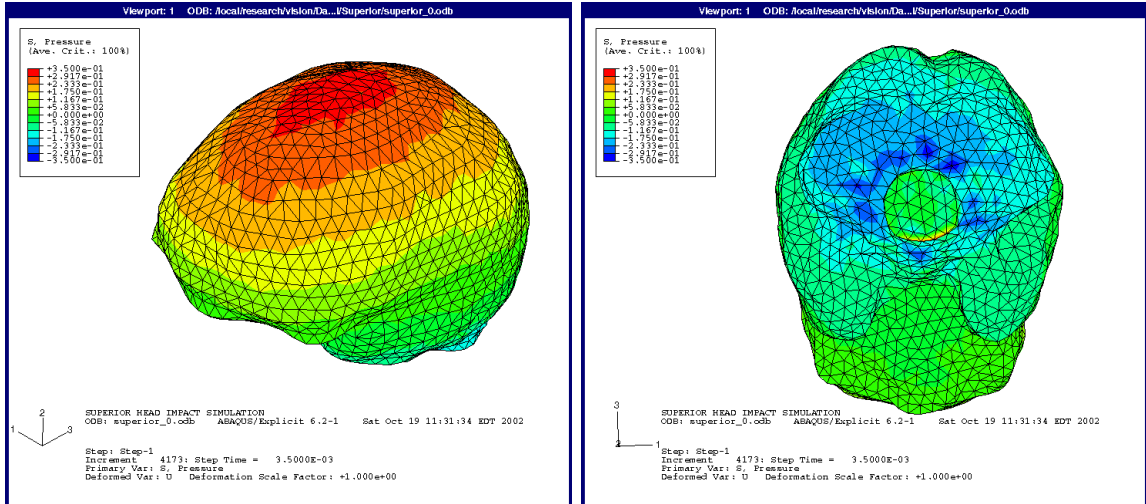 Viewport: 1 ODB: /local/research/vision/Da...l/Superior/superior_0.odb
S, Pressure
(Ave. Crit.: 100%)
+3.500e-01
+2.917e-01
+2.333e-01
+1.750e-01
+1.167e-01
+5.833e-02
+0.000e+00
-5.833e-02
-1.167e-01
-1.750e-01
-2.333e-01
-2.917e-01
-3.500e-01
2
1
3
SUPERIOR HEAD IMPACT SIMULATION
ODB: superior_0.odb ABAQUS/Explicit 6.2-1 Sat Oct 19 11:31:34 EDT 2002
Step: Step-1
Increment 4173: Step Time = 3.5000E-03
Primary Var: S, Pressure
Deformed Var: U Deformation Scale Factor: +1.000e+00
Viewport: 1 ODB: /local/research/vision/Da...l/Superior/superior_0.odb
S, Pressure
(Ave. Crit.: 100%)
+3.500e-01
+2.917e-01
+2.333e-01
+1.750e-01
+1.167e-01
+5.833e-02
+0.000e+00
-5.833e-02
-1.167e-01
-1.750e-01
-2.333e-01
-2.917e-01
-3.500e-01
3
2
1
SUPERIOR HEAD IMPACT SIMULATION
ODB: superior_0.odb ABAQUS/Explicit 6.2-1 Sat Oct 19 11:31:34 EDT 2002
Step: Step-1
Increment 4173: Step Time = 3.5000E-03
Primary Var: S, Pressure
Deformed Var: U Deformation Scale Factor: +1.000e+00